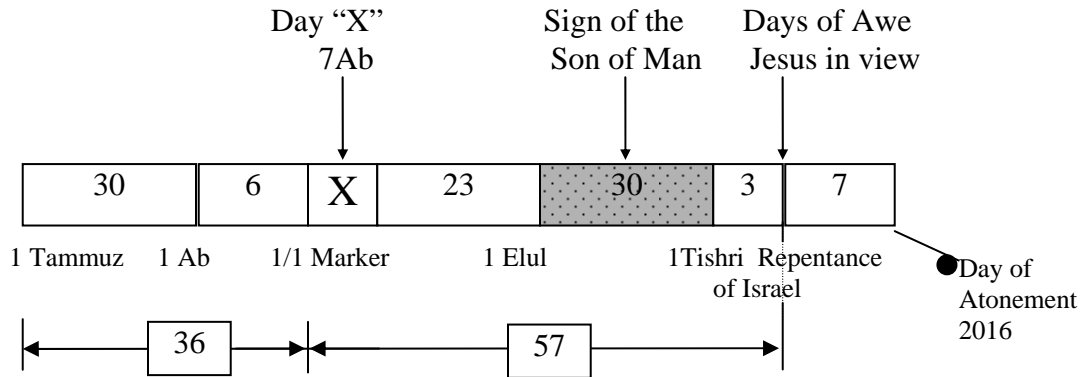 Day “X”
7Ab
Sign of the
Son of Man
Days of Awe
Jesus in view
30
6
X
23
30
3
7
1 Tammuz
1 Ab
1/1 Marker
1 Elul
1Tishri Repentance
of Israel
Day of
Atonement
2016
36
57